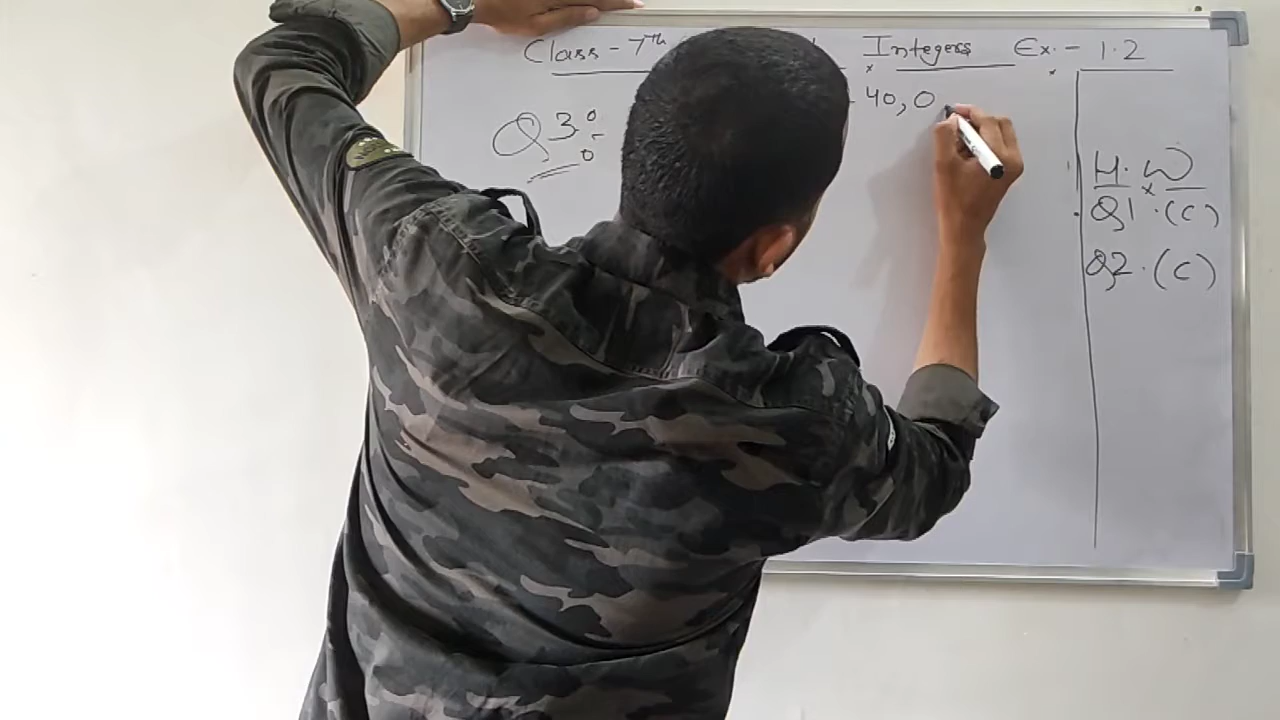 Class - 7th Integers Ex. - 1.2
Q3: 40, 0
H.W
Q1. (c)
Q2. (c)